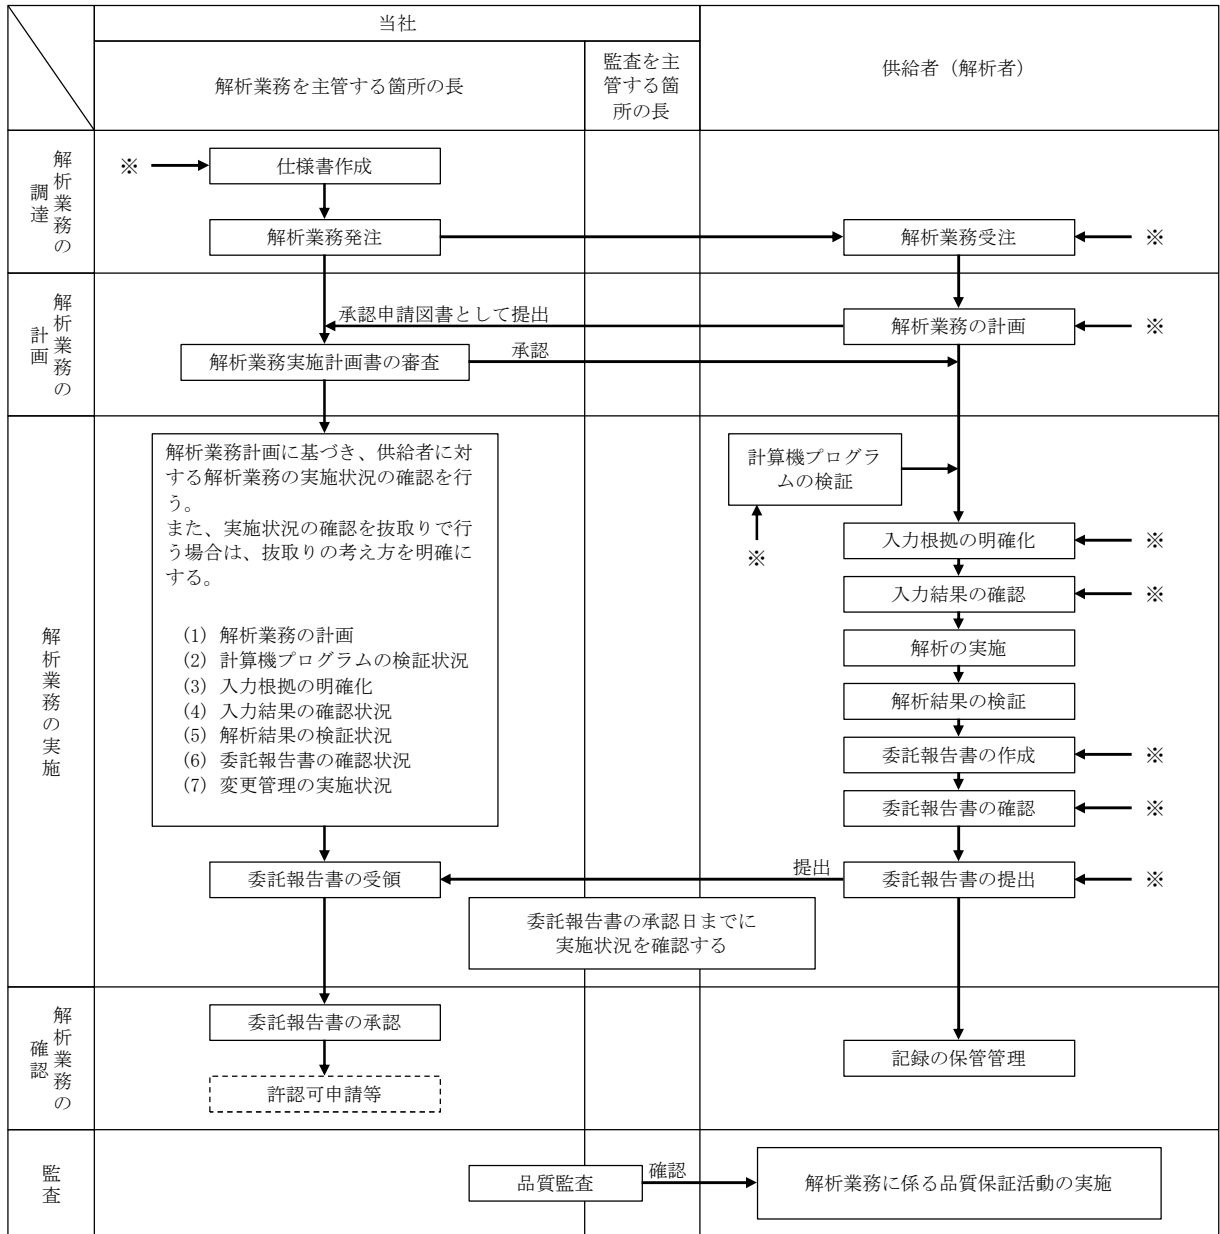 当社
解析業務を主管する箇所の長
監査を主
管する箇
所の長
供給者（解析者）
解析業務の
調達
※
仕様書作成
解析業務発注
解析業務受注
※
解析業務の
計画
承認申請図書として提出
解析業務の計画
※
解析業務実施計画書の審査
承認
解析業務の実施
解析業務計画に基づき、供給者に対
する解析業務の実施状況の確認を行
う。
また、実施状況の確認を抜取りで行
う場合は、抜取りの考え方を明確に
する。
(1) 解析業務の計画
(2) 計算機プログラムの検証状況
(3) 入力根拠の明確化
(4) 入力結果の確認状況
(5) 解析結果の検証状況
(6) 委託報告書の確認状況
(7) 変更管理の実施状況
計算機プログラ
ムの検証
※
入力根拠の明確化
※
入力結果の確認
※
解析の実施
解析結果の検証
委託報告書の作成
※
委託報告書の確認
※
委託報告書の受領
提出
委託報告書の提出
※
委託報告書の承認日までに
実施状況を確認する
解析業務の
確認
委託報告書の承認
許認可申請等
記録の保管管理
監査
品質監査
確認
解析業務に係る品質保証活動の実施